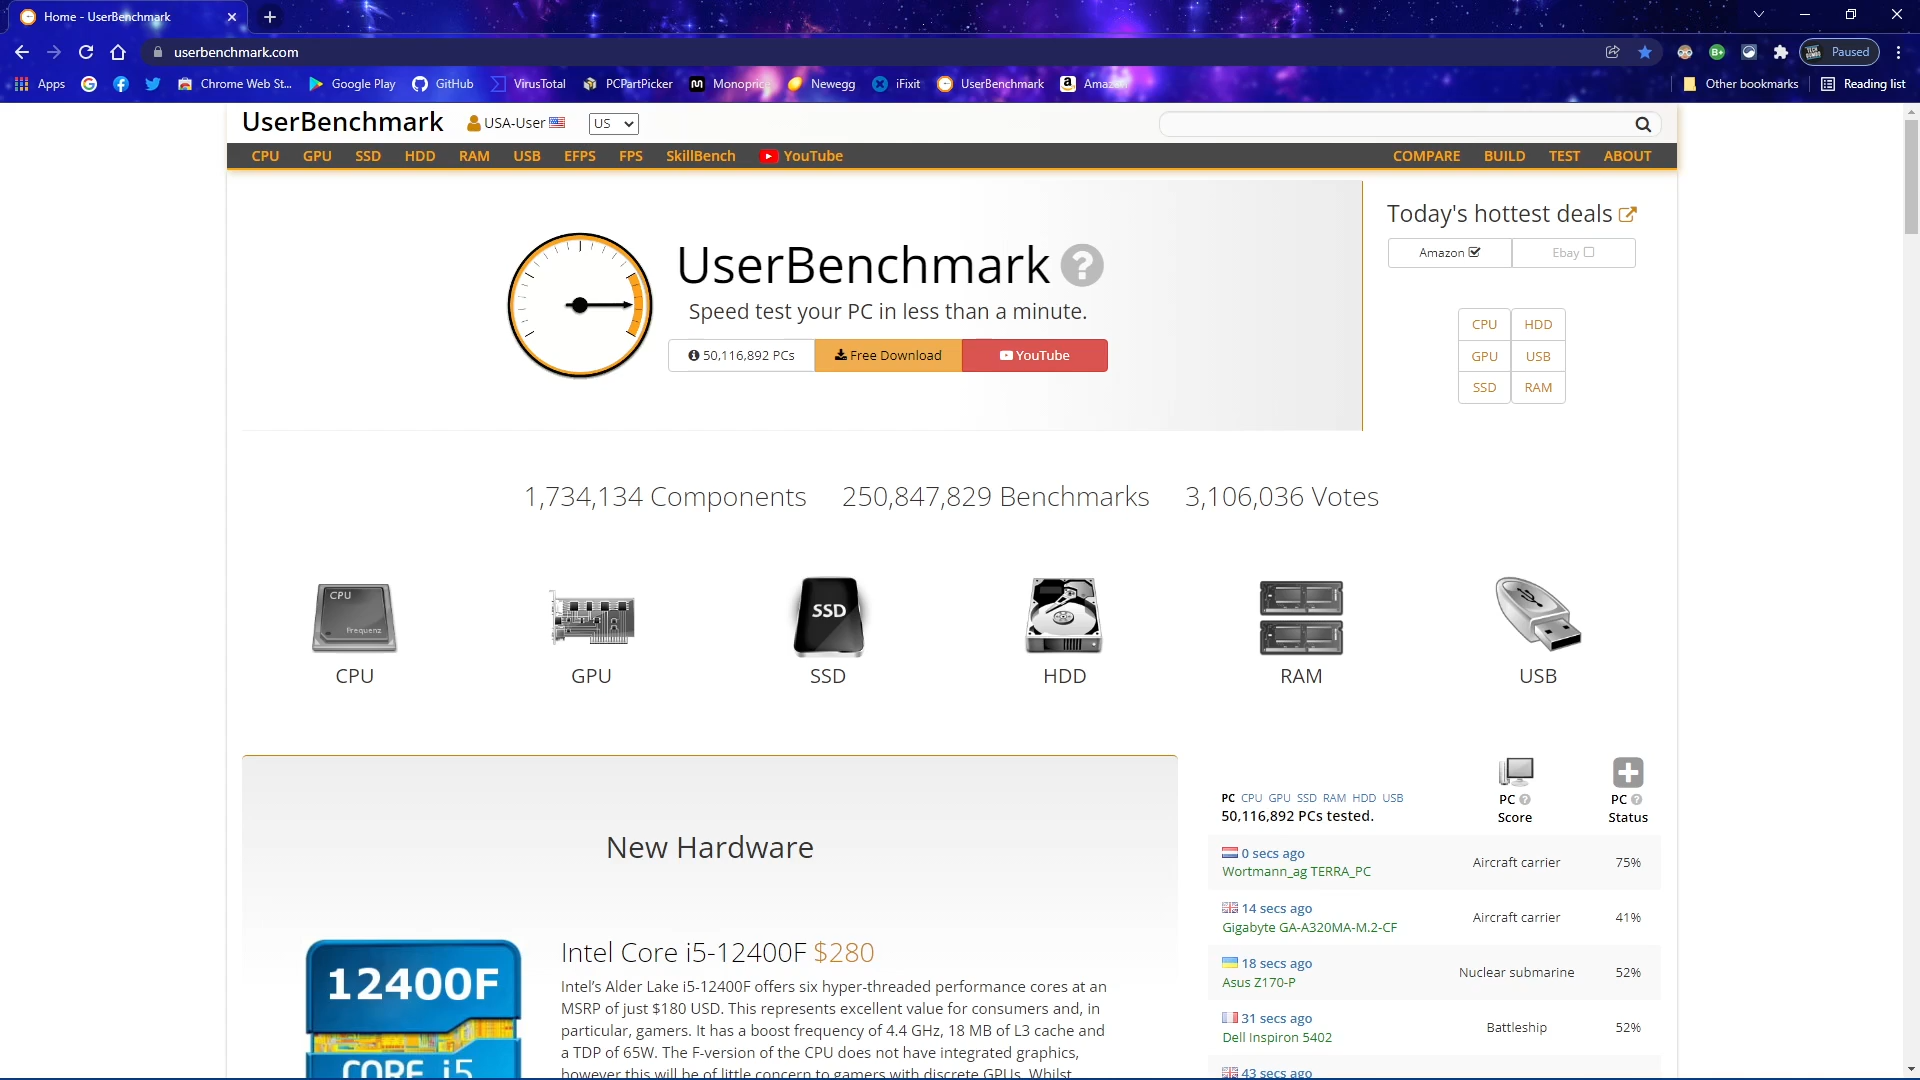 Home - UserBenchmark
userbenchmark.com
Paused
Apps
Chrome Web St...
Google Play
GitHub
VirusTotal
PCPartPicker
Newegg
iFixit
UserBenchmark
Other bookmarks
Reading list
UserBenchmark
USA-User
US
CPU GPU SSD HDD RAM USB EFPS FPS SkillBench YouTube
COMPARE BUILD TEST ABOUT
UserBenchmark ?
Speed test your PC in less than a minute.
50,116,892 PCs
Free Download
YouTube
Today's hottest deals
Amazon
Ebay
CPU HDD
GPU USB
SSD RAM
1,734,134 Components 250,847,829 Benchmarks 3,106,036 Votes
CPU
Frequenz
SSD
CPU GPU SSD HDD RAM USB
New Hardware
12400F
CORE i5
Intel Core i5-12400F $280
Intel’s Alder Lake i5-12400F offers six hyper-threaded performance cores at an
MSRP of just $180 USD. This represents excellent value for consumers and, in
particular, gamers. It has a boost frequency of 4.4 GHz, 18 MB of L3 cache and
a TDP of 65W. The F-version of the CPU does not have integrated graphics,
however this will be of little concern to gamers with discrete GPUs. Whilst
PC CPU GPU SSD RAM HDD USB
50,116,892 PCs tested.
PC ?
Score
PC ?
Status
0 secs ago
Wortmann_ag TERRA_PC
Aircraft carrier
75%
14 secs ago
Gigabyte GA-A320MA-M.2-CF
Aircraft carrier
41%
18 secs ago
Asus Z170-P
Nuclear submarine
52%
31 secs ago
Dell Inspiron 5402
Battleship
52%
43 secs ago